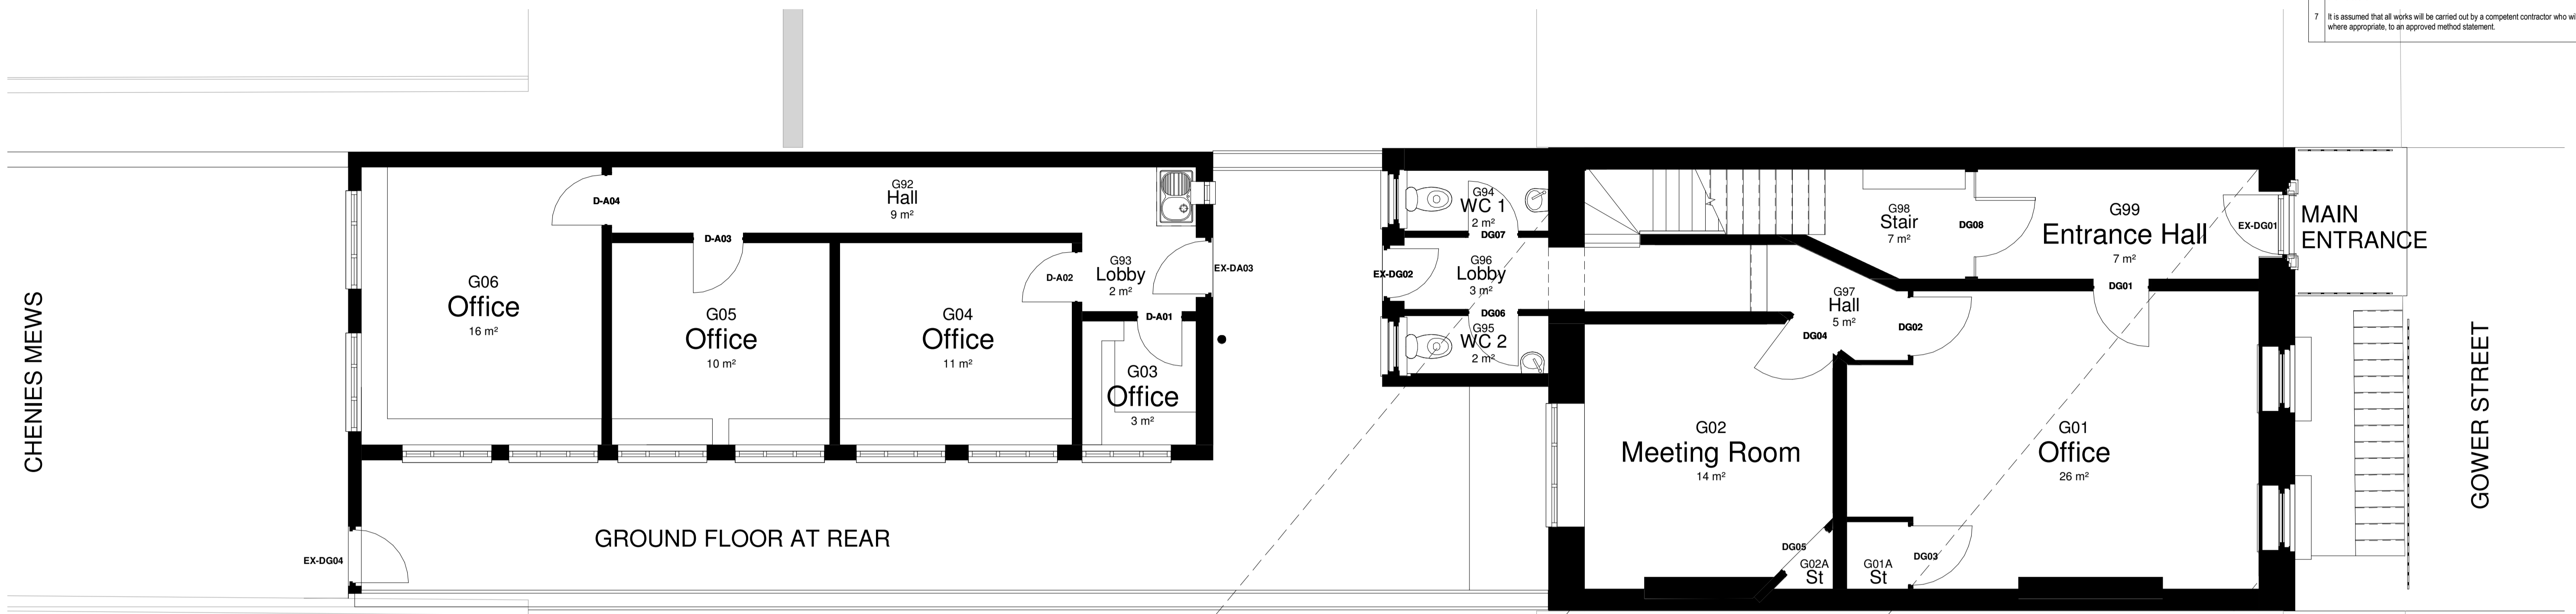 7 It is assumed that all works will be carried out by a competent contractor who wi
where appropriate, to an approved method statement.
CHENIES MEWS
G06
Office
16 m²
D-A04
G92
Hall
9 m²
D-A03
G05
Office
10 m²
G04
Office
11 m²
D-A02
G93
Lobby
2 m²
EX-DA03
D-A01
G03
Office
3 m²
EX-DG04
GROUND FLOOR AT REAR
G94
WC 1
2 m²
DG07
EX-DG02
G96
Lobby
3 m²
DG06
G95
WC 2
2 m²
G98
Stair
7 m²
DG08
G99
Entrance Hall
7 m²
EX-DG01
MAIN
ENTRANCE
DG01
G97
Hall
5 m²
DG02
DG04
G02
Meeting Room
14 m²
G01
Office
26 m²
DG05
G02A
St
G01A
St
DG03
GOWER STREET